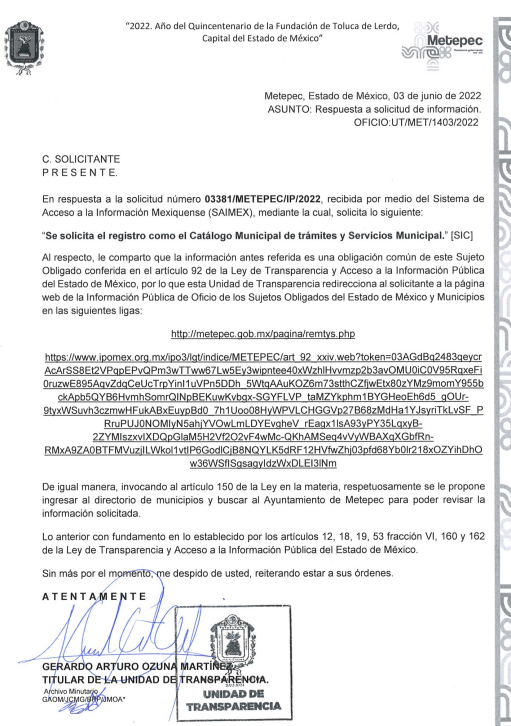 "2022. Año del Quincentenario de la Fundación de Toluca de Lerdo,
Capital del Estado de México"
Metepec
Metepec, Estado de México, 03 de junio de 2022
ASUNTO: Respuesta a solicitud de información.
OFICIO:UT/MET/1403/2022
C. SOLICITANTE
P R E S E N T E.
En respuesta a la solicitud número 03381/METEPEC/IP/2022, recibida por medio del Sistema de
Acceso a la Información Mexiquense (SAIMEX), mediante la cual, solicita lo siguiente:
"Se solicita el registro como el Catálogo Municipal de trámites y Servicios Municipal." [SIC]
Al respecto, le comparto que la información antes referida es una obligación común de este Sujeto
Obligado conferida en el artículo 92 de la Ley de Transparencia y Acceso a la Información Pública
del Estado de México, por lo que esta Unidad de Transparencia redirecciona al solicitante a la página
web de la Información Pública de Oficio de los Sujetos Obligados del Estado de México y Municipios
en las siguientes ligas:
http://metepec.gob.mx/pagina/remtys.php
https://www.ipomex.org.mx/ipo3/lgt/indice/METEPEC/art_92_xxiv.web?token=03AGdBq2483qeycr
AcArSS8Et2VPqpEPvQPm3wTTww67Lw5Ey3wipntee40xWzhlHvvmzp2b3avOMU0iC0V95RqxeFi
0ruzwE895AqvZdqCeUcTrpYinI1uVPn5DDh_5WtqAAuKOZ6m73stthCZfjwEtx80zYMz9momY955b
ckApb5QYB6HvmhSomrQINpBEKuwKvbgx-SGYFLVP_taMZYkphm1BYGHeoEh6d5_gOUr-
9tyxWSuvh3czmwHFukABxEuypBd0_7h1Uoo08HyWPVLCHGGVp27B68zMdHa1YJsyriTkLvSF_P
RruPUJ0NOMIyN5ahjYVOwLmLDYEvgheV_rEagx1IsA93yPY35LqxyB-
2ZYMIszxvIXDQpGlaM5H2Vf2O2vF4wMc-QKhAMSeq4vVyWBAXqXGbfRn-
RMxA9ZA0BTFMVuzjILWkol1vtlP6GodlCjB8NQYLK5dRF12HVfwZhj03pfd68Yb0lr218xOZYihDhO
w36WSfISgsagyIdzWxDLEI3lNm
De igual manera, invocando al artículo 150 de la Ley en la materia, respetuosamente se le propone
ingresar al directorio de municipios y buscar al Ayuntamiento de Metepec para poder revisar la
información solicitada.
Lo anterior con fundamento en lo establecido por los artículos 12, 18, 19, 53 fracción VI, 160 y 162
de la Ley de Transparencia y Acceso a la Información Pública del Estado de México.
Sin más por el momento, me despido de usted, reiterando estar a sus órdenes.
A T E N T A M E N T E
GERARDO ARTURO OZUNA MARTÍNEZ
TITULAR DE LA UNIDAD DE TRANSPARENCIA.
Archivo Minutario
GAOM/JCMG/BRP/JMOA*
UNIDAD DE
TRANSPARENCIA